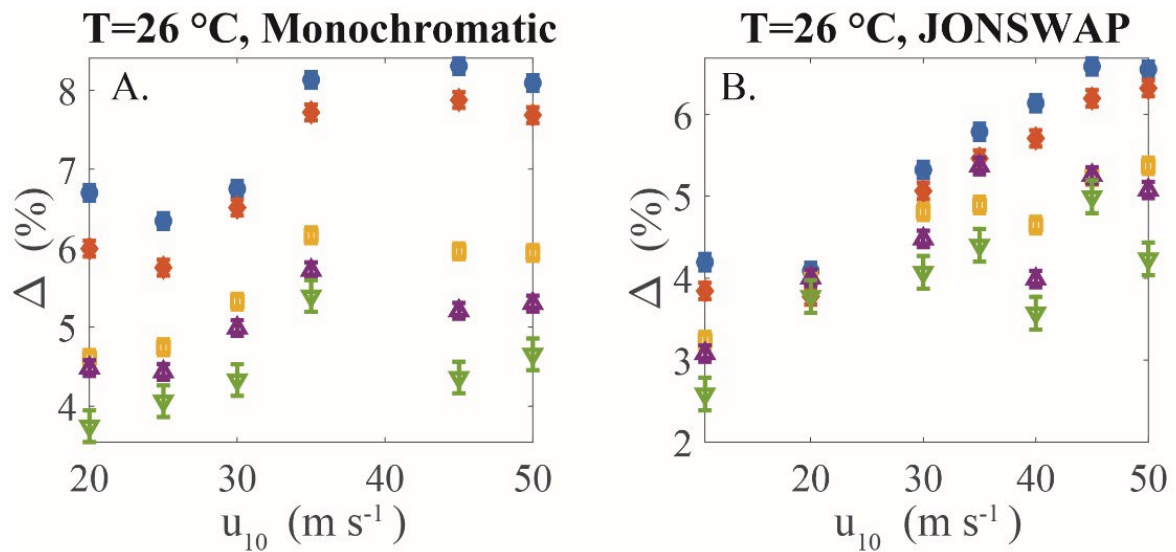 T=26 °C, Monochromatic
A.
8
7
6
5
4
Δ (%)
20
30
40
50
u10 (m s-1)
T=26 °C, JONSWAP
B.
6
5
4
3
2
Δ (%)
20
30
40
50
u10 (m s-1)